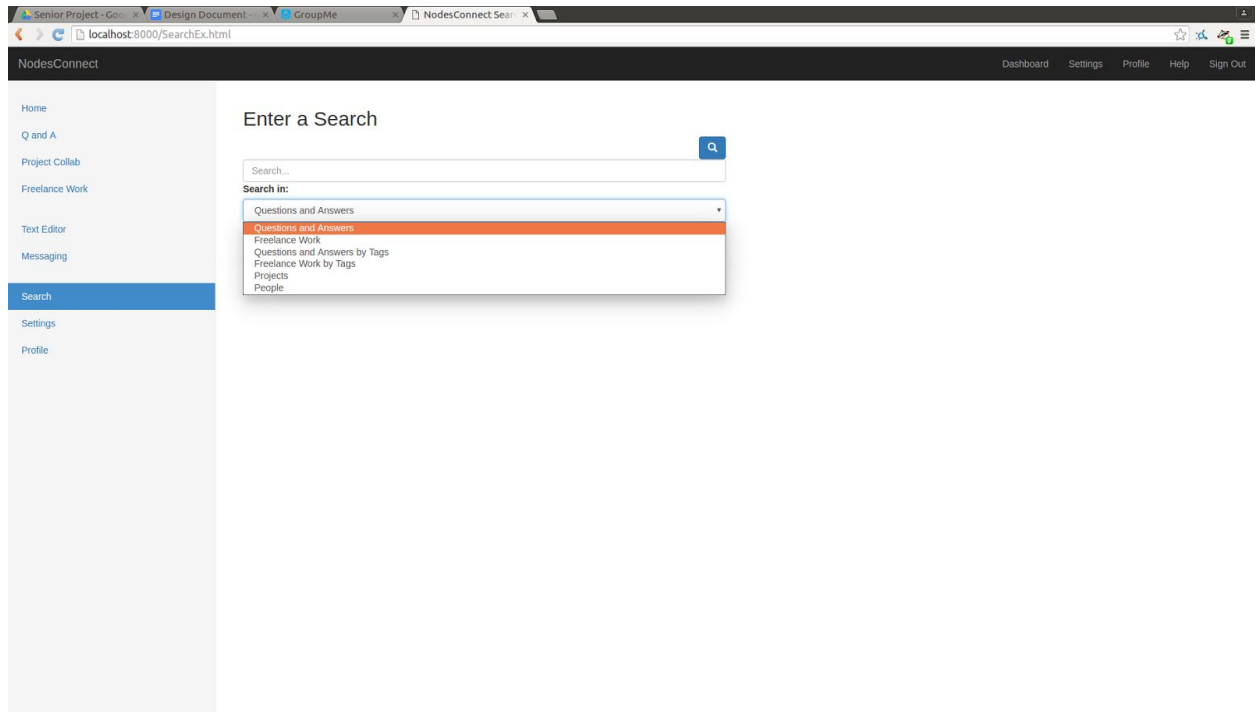 Senior Project - Goo
Design Document -
GroupMe
NodesConnect Sear
localhost:8000/SearchEx.html
NodesConnect
Dashboard Settings Profile Help Sign Out
Home
Q and A
Project Collab
Freelance Work
Text Editor
Messaging
Search
Settings
Profile
Enter a Search
Search...
Search in:
Questions and Answers
Questions and Answers
Freelance Work
Questions and Answers by Tags
Freelance Work by Tags
Projects
People